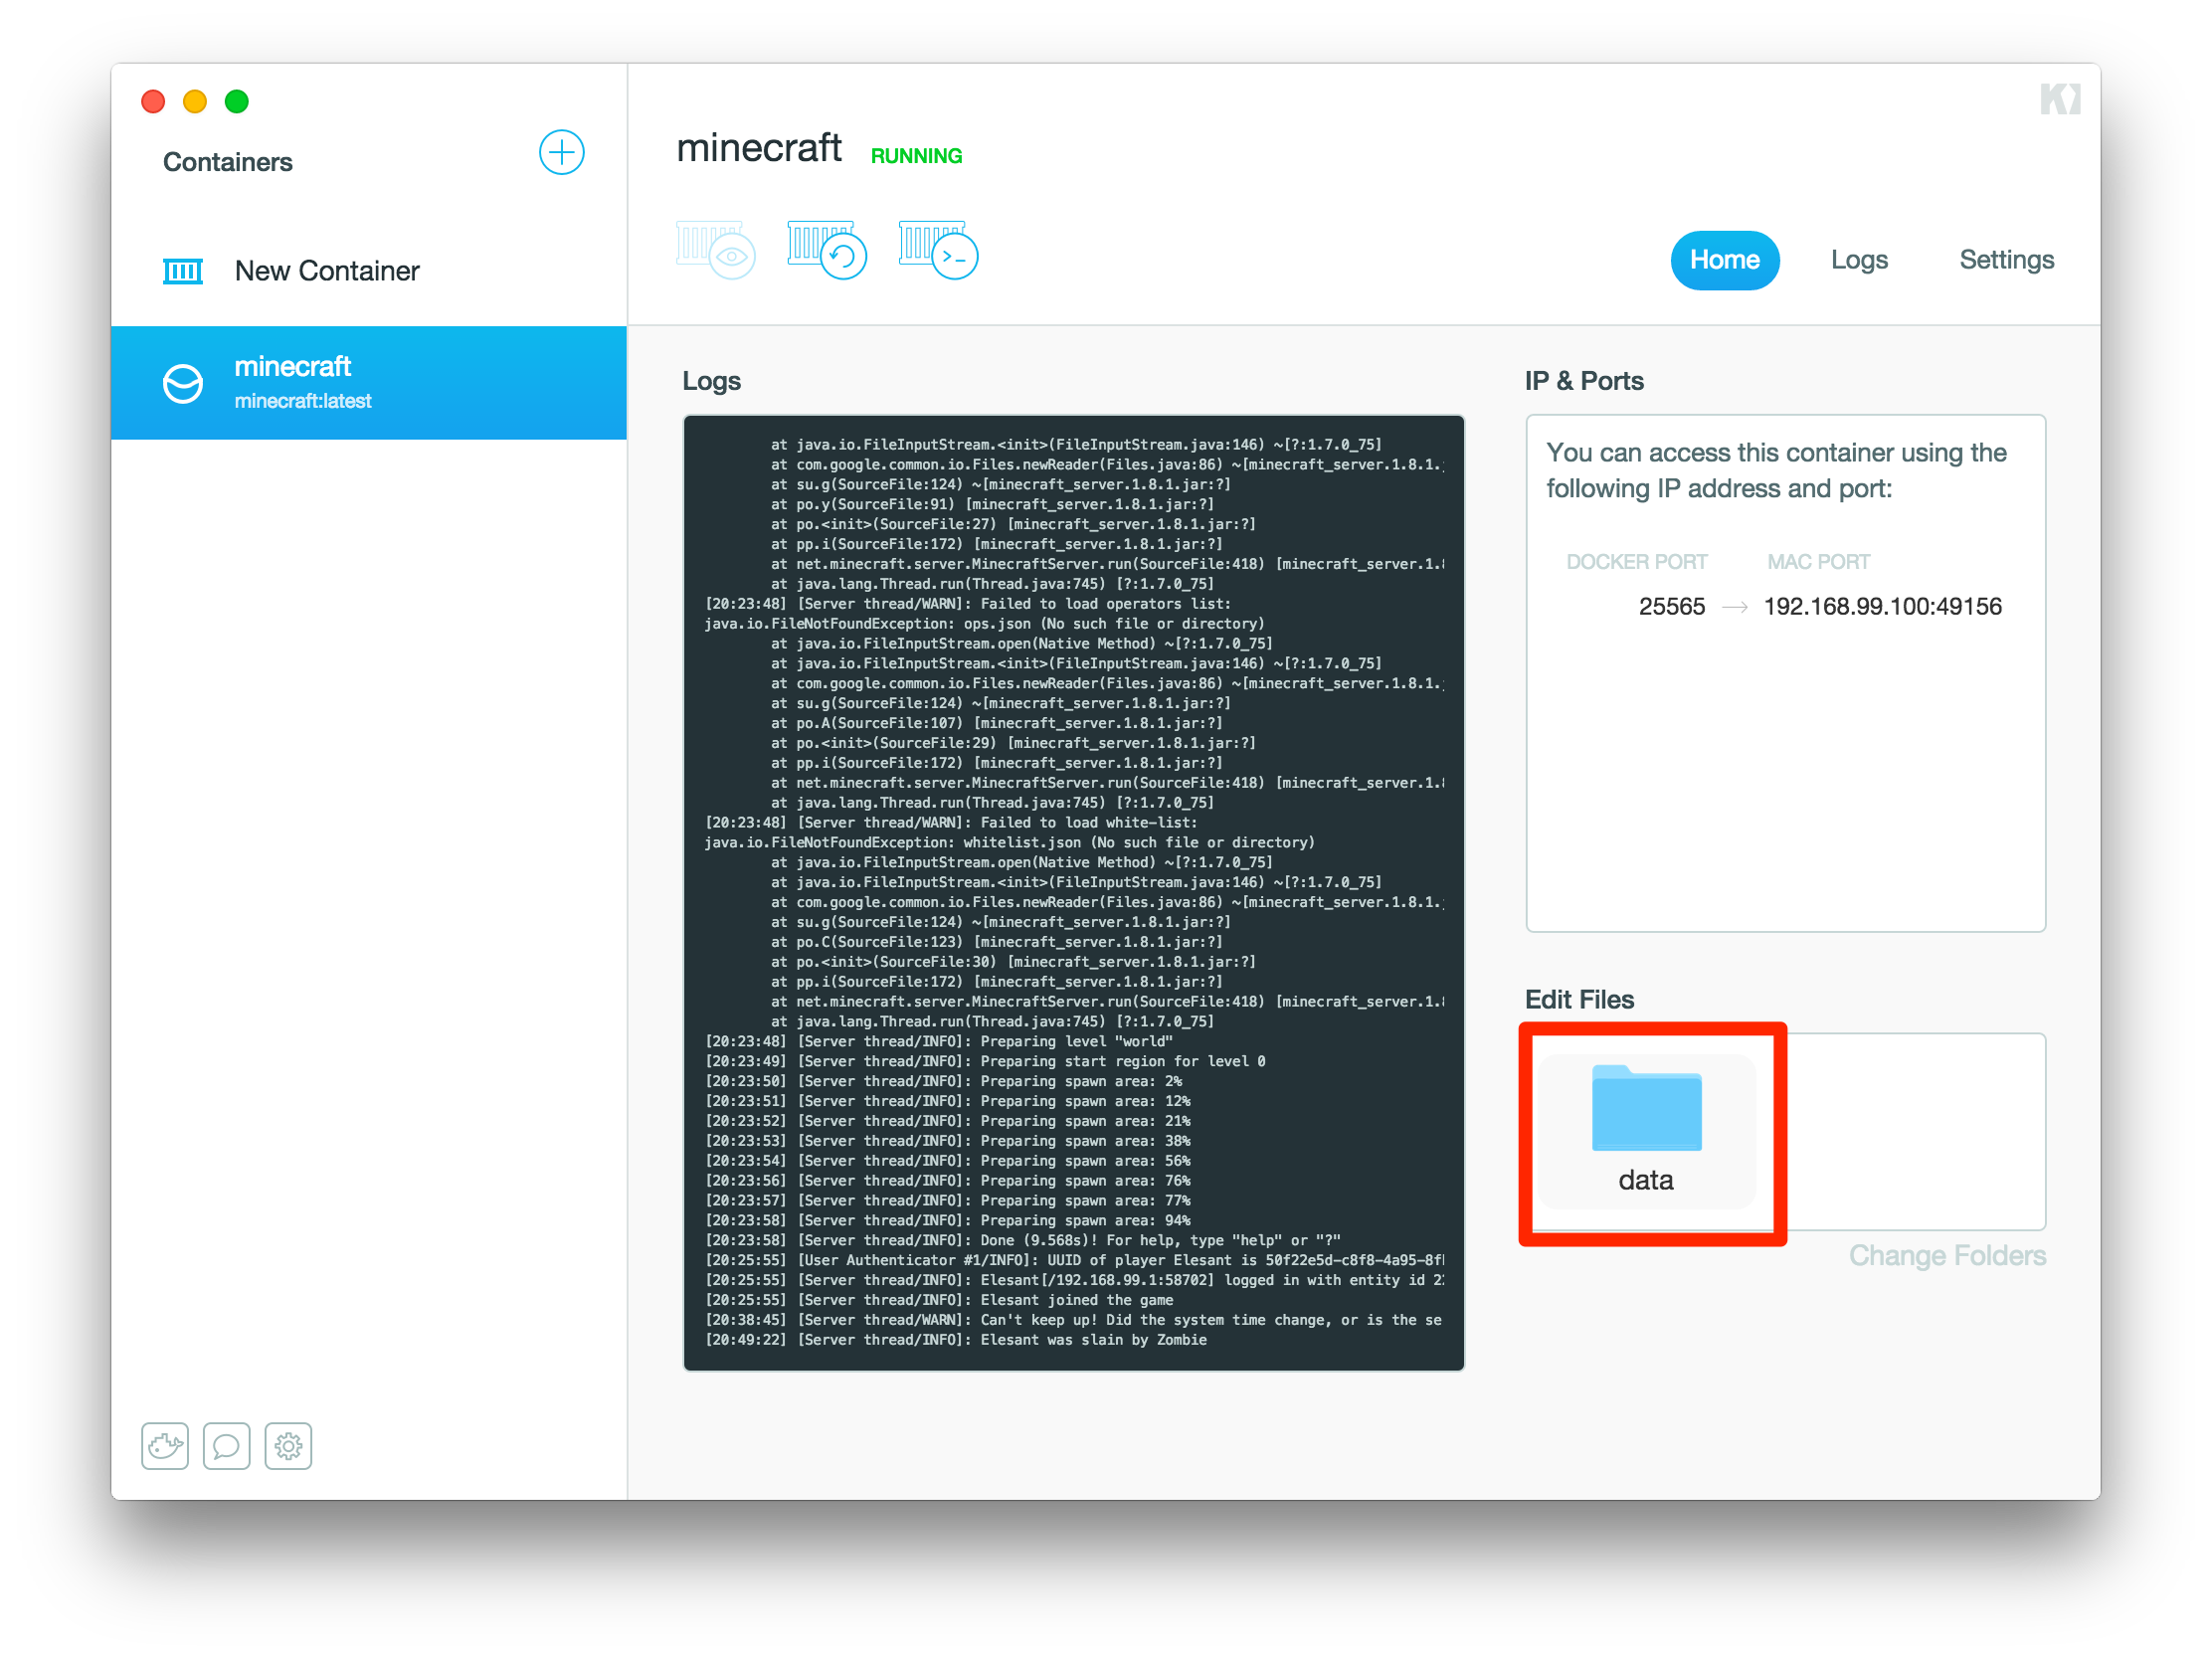 Containers
New Container
minecraft
minecraft:latest
minecraft RUNNING
Home Logs Settings
Logs
at java.io.FileInputStream.<init>(FileInputStream.java:146) ~[?:1.7.0_75]
at com.google.common.io.Files.newReader(Files.java:86) ~[minecraft_server.1.8.1.j
at su.g(SourceFile:124) ~[minecraft_server.1.8.1.jar:?]
at po.y(SourceFile:91) [minecraft_server.1.8.1.jar:?]
at po.<init>(SourceFile:27) [minecraft_server.1.8.1.jar:?]
at pp.i(SourceFile:172) [minecraft_server.1.8.1.jar:?]
at net.minecraft.server.MinecraftServer.run(SourceFile:418) [minecraft_server.1.8
at java.lang.Thread.run(Thread.java:745) [?:1.7.0_75]
[20:23:48] [Server thread/WARN]: Failed to load operators list:
java.io.FileNotFoundException: ops.json (No such file or directory)
at java.io.FileInputStream.open(Native Method) ~[?:1.7.0_75]
at java.io.FileInputStream.<init>(FileInputStream.java:146) ~[?:1.7.0_75]
at com.google.common.io.Files.newReader(Files.java:86) ~[minecraft_server.1.8.1.j
at su.g(SourceFile:124) ~[minecraft_server.1.8.1.jar:?]
at po.A(SourceFile:107) [minecraft_server.1.8.1.jar:?]
at po.<init>(SourceFile:29) [minecraft_server.1.8.1.jar:?]
at pp.i(SourceFile:172) [minecraft_server.1.8.1.jar:?]
at net.minecraft.server.MinecraftServer.run(SourceFile:418) [minecraft_server.1.8
at java.lang.Thread.run(Thread.java:745) [?:1.7.0_75]
[20:23:48] [Server thread/WARN]: Failed to load white-list:
java.io.FileNotFoundException: whitelist.json (No such file or directory)
at java.io.FileInputStream.open(Native Method) ~[?:1.7.0_75]
at java.io.FileInputStream.<init>(FileInputStream.java:146) ~[?:1.7.0_75]
at com.google.common.io.Files.newReader(Files.java:86) ~[minecraft_server.1.8.1.j
at su.g(SourceFile:124) ~[minecraft_server.1.8.1.jar:?]
at po.C(SourceFile:123) [minecraft_server.1.8.1.jar:?]
at po.<init>(SourceFile:30) [minecraft_server.1.8.1.jar:?]
at pp.i(SourceFile:172) [minecraft_server.1.8.1.jar:?]
at net.minecraft.server.MinecraftServer.run(SourceFile:418) [minecraft_server.1.8
at java.lang.Thread.run(Thread.java:745) [?:1.7.0_75]
[20:23:48] [Server thread/INFO]: Preparing level "world"
[20:23:49] [Server thread/INFO]: Preparing start region for level 0
[20:23:50] [Server thread/INFO]: Preparing spawn area: 2%
[20:23:51] [Server thread/INFO]: Preparing spawn area: 12%
[20:23:52] [Server thread/INFO]: Preparing spawn area: 21%
[20:23:53] [Server thread/INFO]: Preparing spawn area: 38%
[20:23:54] [Server thread/INFO]: Preparing spawn area: 56%
[20:23:56] [Server thread/INFO]: Preparing spawn area: 76%
[20:23:57] [Server thread/INFO]: Preparing spawn area: 77%
[20:23:58] [Server thread/INFO]: Preparing spawn area: 94%
[20:23:58] [Server thread/INFO]: Done (9.568s)! For help, type "help" or "?"
[20:25:55] [User Authenticator #1/INFO]: UUID of player Elesant is 50f22e5d-c8f8-4a95-8f
[20:25:55] [Server thread/INFO]: Elesant[/192.168.99.1:58702] logged in with entity id 2
[20:25:55] [Server thread/INFO]: Elesant joined the game
[20:38:45] [Server thread/WARN]: Can't keep up! Did the system time change, or is the se
[20:49:22] [Server thread/INFO]: Elesant was slain by Zombie
IP & Ports
You can access this container using the
following IP address and port:
DOCKER PORT MAC PORT
25565 → 192.168.99.100:49156
Edit Files
data
Change Folders